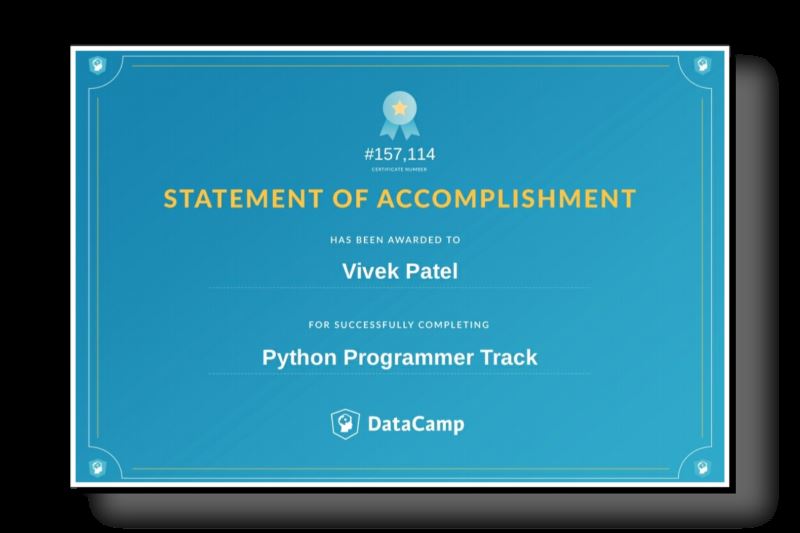 #157,114
CERTIFICATE NUMBER
STATEMENT OF ACCOMPLISHMENT
HAS BEEN AWARDED TO
Vivek Patel
FOR SUCCESSFULLY COMPLETING
Python Programmer Track
DataCamp